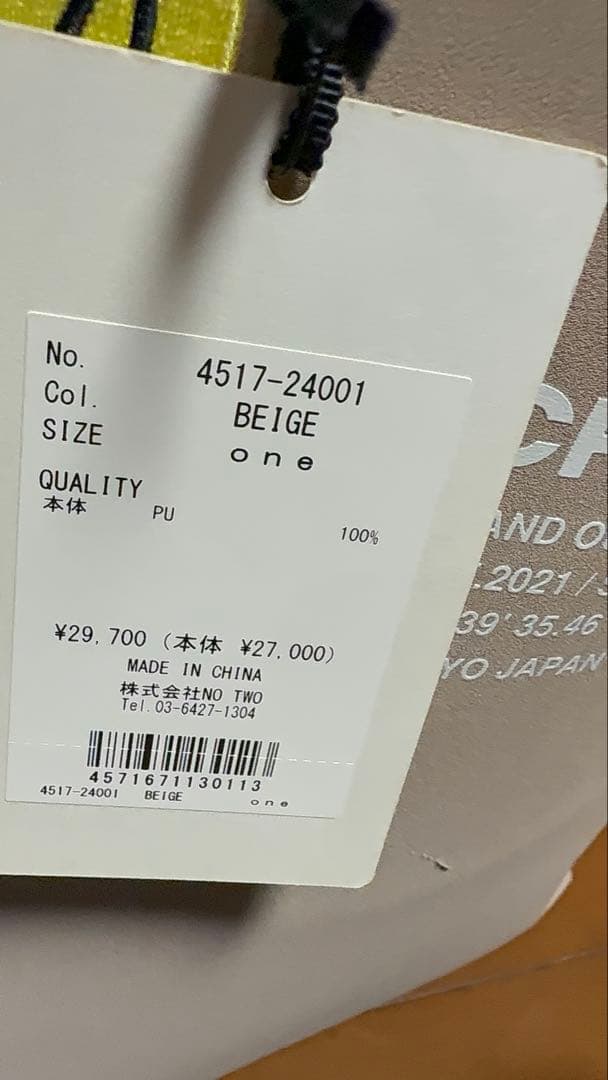 No. 4517-24001
Col. BEIGE
SIZE one
QUALITY
本体 PU 100%
¥29,700 (本体 ¥27,000)
MADE IN CHINA
株式会社NO TWO
Tel.03-6427-1304
4571671130113
4517-24001 BEIGE one
AND
.2021 /
39'35.46
YO JAPAN